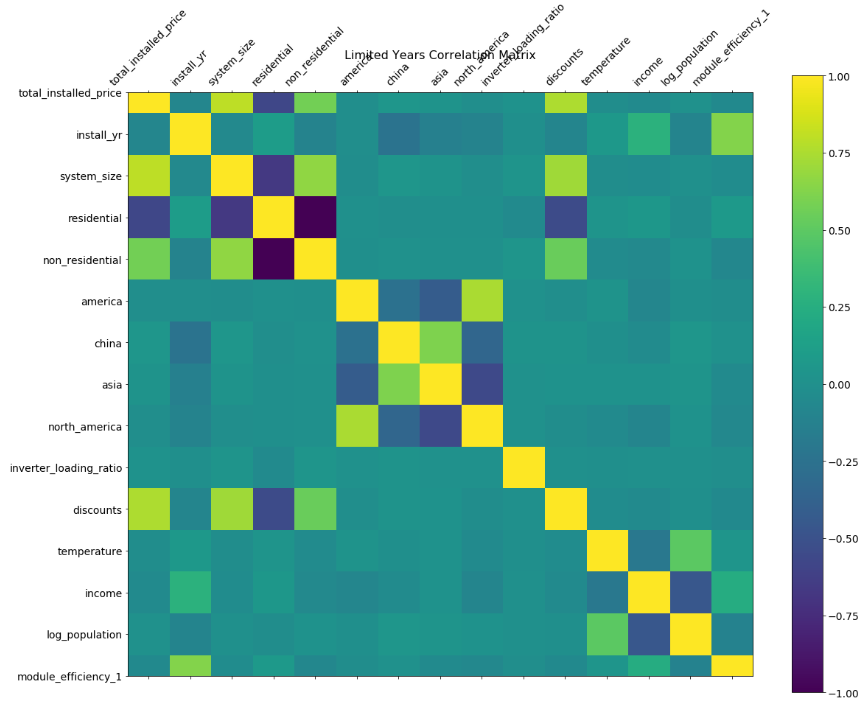 Limited Years Correlation Matrix
total_installed_price
install_yr
system_size
residential
non_residential
america
china
asia
north_america
inverter_loading_ratio
discounts
temperature
income
log_population
module_efficiency_1
total_installed_price
install_yr
system_size
residential
non_residential
america
china
asia
north_america
inverter_loading_ratio
discounts
temperature
income
log_population
module_efficiency_1
1.00
0.75
0.50
0.25
0.00
−0.25
−0.50
−0.75
−1.00